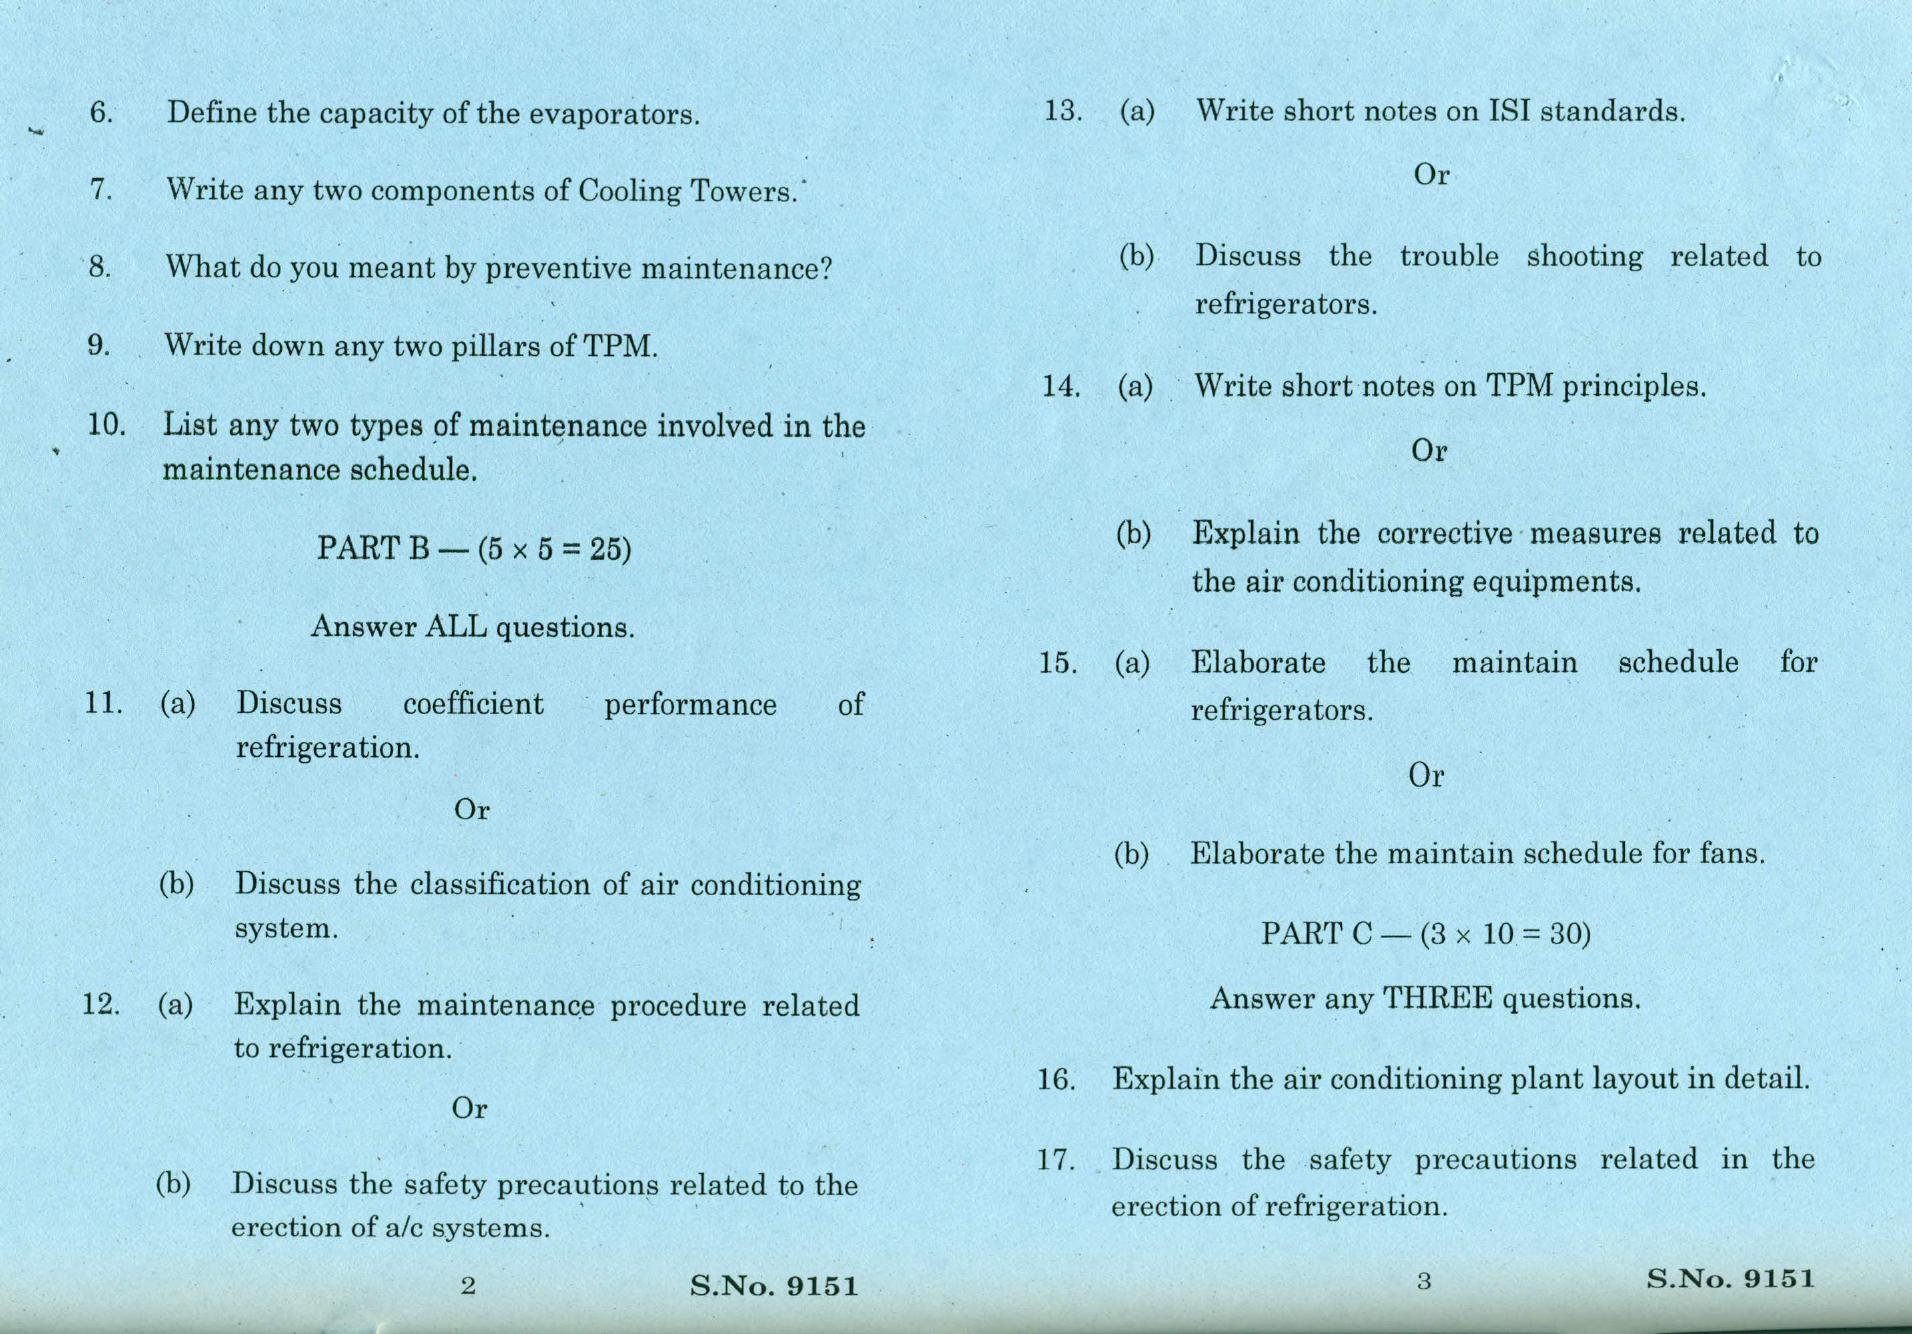 6. Define the capacity of the evaporators.
7. Write any two components of Cooling Towers.
8. What do you meant by preventive maintenance?
9. Write down any two pillars of TPM.
10. List any two types of maintenance involved in the
maintenance schedule.
PART B — (5 × 5 = 25)
Answer ALL questions.
11. (a) Discuss coefficient performance of
refrigeration.
Or
(b) Discuss the classification of air conditioning
system.
12. (a) Explain the maintenance procedure related
to refrigeration.
Or
(b) Discuss the safety precautions related to the
erection of a/c systems.
2 S.No. 9151
13. (a) Write short notes on ISI standards.
Or
(b) Discuss the trouble shooting related to
refrigerators.
14. (a) Write short notes on TPM principles.
Or
(b) Explain the corrective measures related to
the air conditioning equipments.
15. (a) Elaborate the maintain schedule for
refrigerators.
Or
(b) Elaborate the maintain schedule for fans.
PART C — (3 × 10 = 30)
Answer any THREE questions.
16. Explain the air conditioning plant layout in detail.
17. Discuss the safety precautions related in the
erection of refrigeration.
3 S.No. 9151